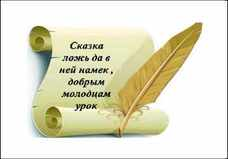 Сказка
ложь да в
ней намек ,
добрым
молодцам
урок